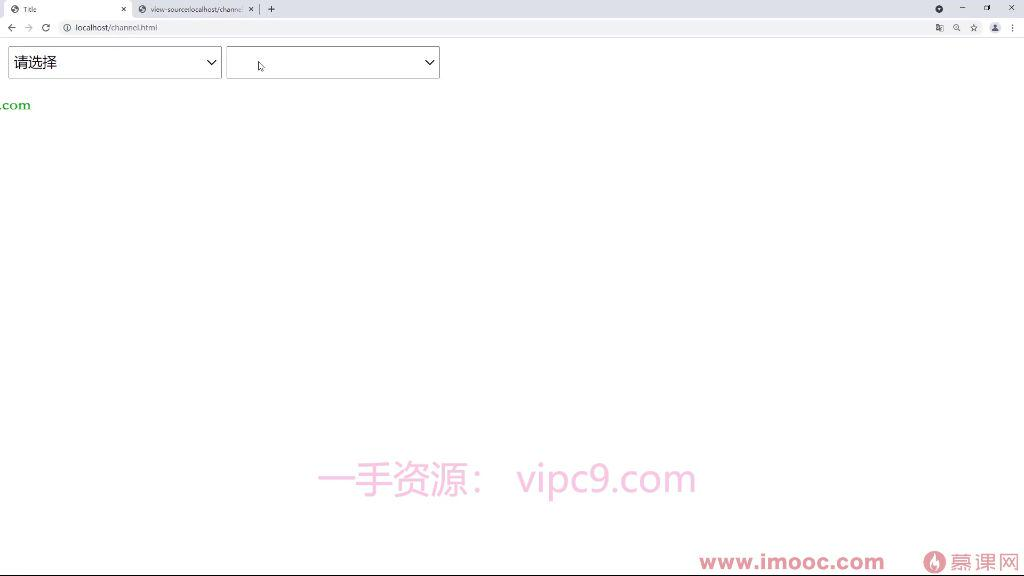 Title
view-source:localhost/channel
localhost/channel.html
请选择
.com
一手资源： vipc9.com
www.imooc.com 慕课网